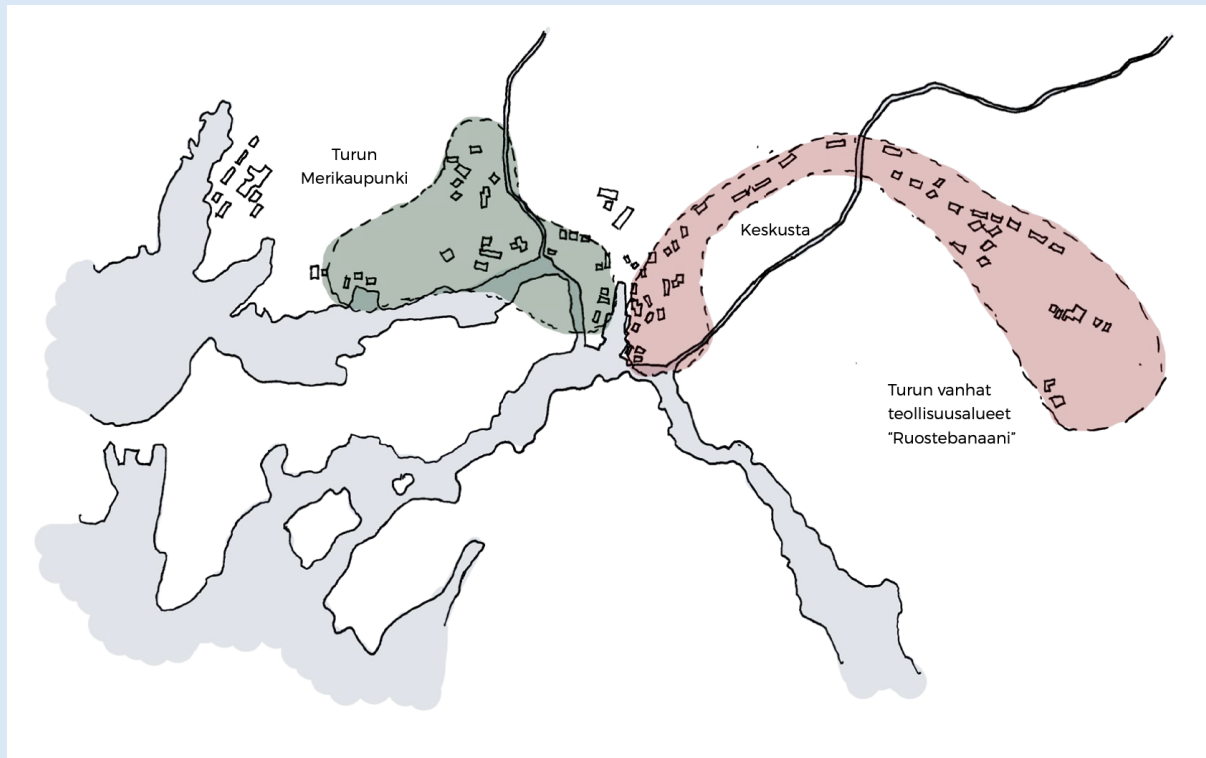 Turun
Merikaupunki
Keskusta
Turun vanhat
teollisuusalueet
“Ruostebanaani”